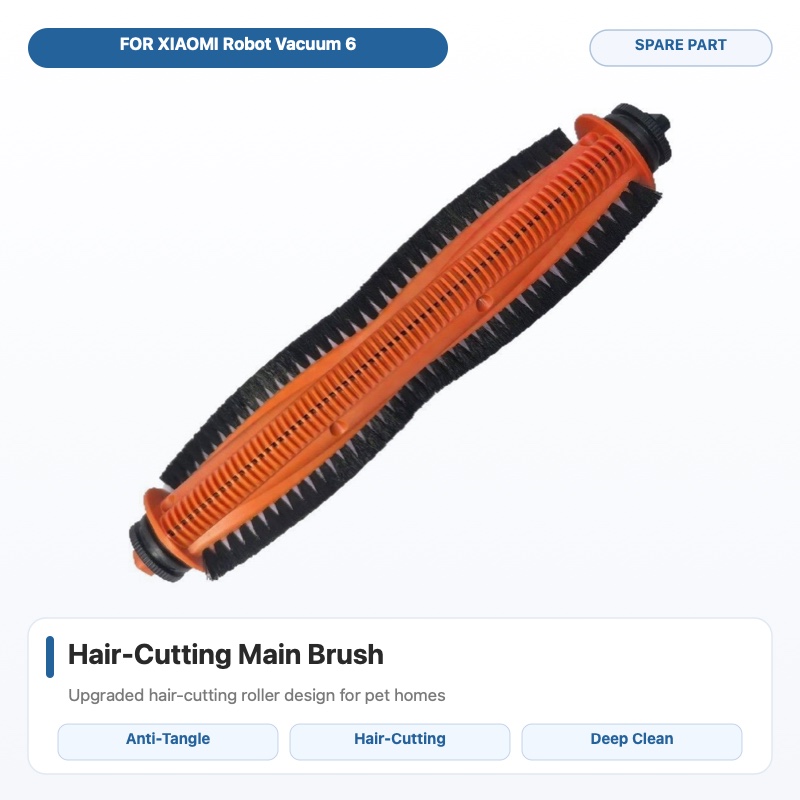 FOR XIAOMI Robot Vacuum 6
SPARE PART
Hair-Cutting Main Brush
Upgraded hair-cutting roller design for pet homes
Anti-Tangle
Hair-Cutting
Deep Clean